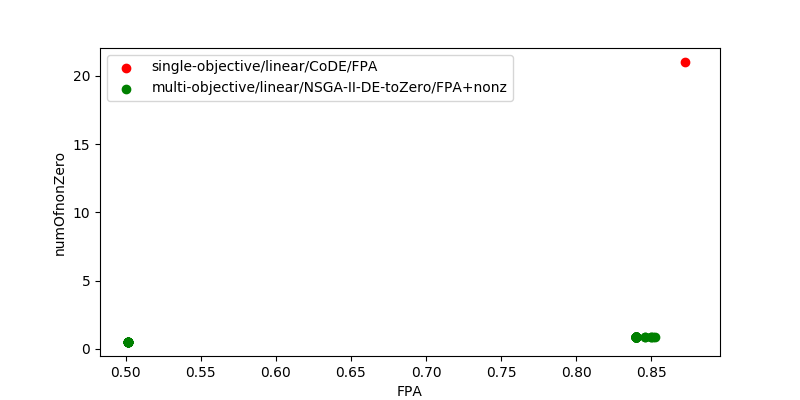 single-objective/linear/CoDE/FPA
multi-objective/linear/NSGA-II-DE-toZero/FPA+nonz
numOfnonZero
20
15
10
5
0
0.50 0.55 0.60 0.65 0.70 0.75 0.80 0.85
FPA